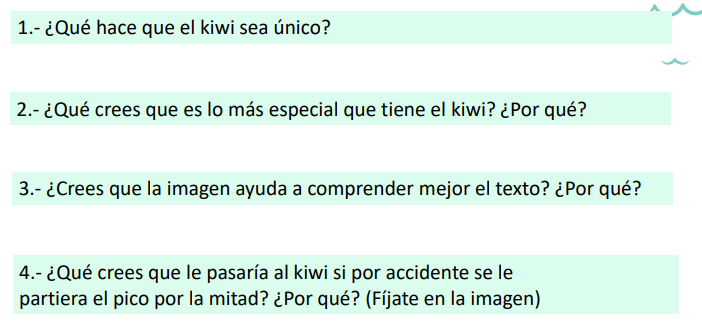 1.- ¿Qué hace que el kiwi sea único?
2.- ¿Qué crees que es lo más especial que tiene el kiwi? ¿Por qué?
3.- ¿Crees que la imagen ayuda a comprender mejor el texto? ¿Por qué?
4.- ¿Qué crees que le pasaría al kiwi si por accidente se le
partiera el pico por la mitad? ¿Por qué? (Fíjate en la imagen)